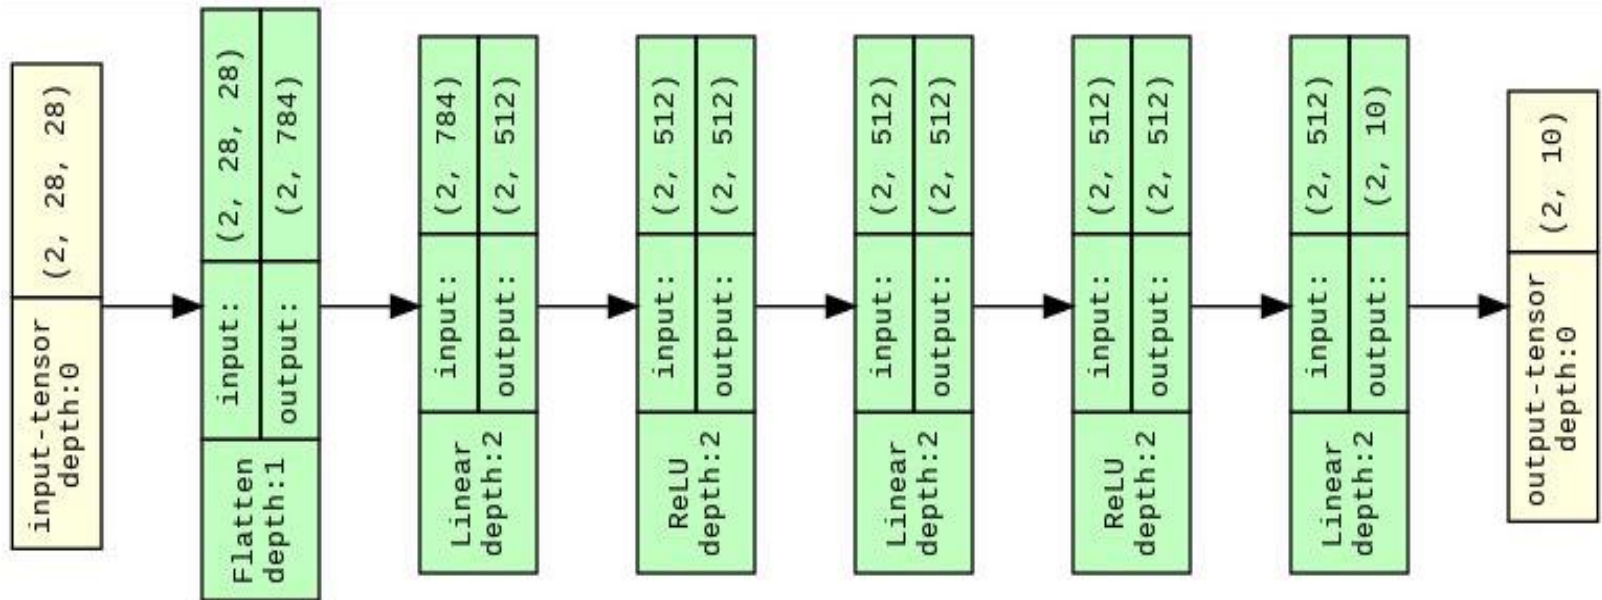 input-tensor
depth:0
(2, 28, 28)
Flatten
depth:1
input:
(2, 28, 28)
output:
(2, 784)
Linear
depth:2
input:
(2, 784)
output:
(2, 512)
ReLU
depth:2
input:
(2, 512)
output:
(2, 512)
Linear
depth:2
input:
(2, 512)
output:
(2, 512)
ReLU
depth:2
input:
(2, 512)
output:
(2, 512)
Linear
depth:2
input:
(2, 512)
output:
(2, 10)
output-tensor
depth:0
(2, 10)